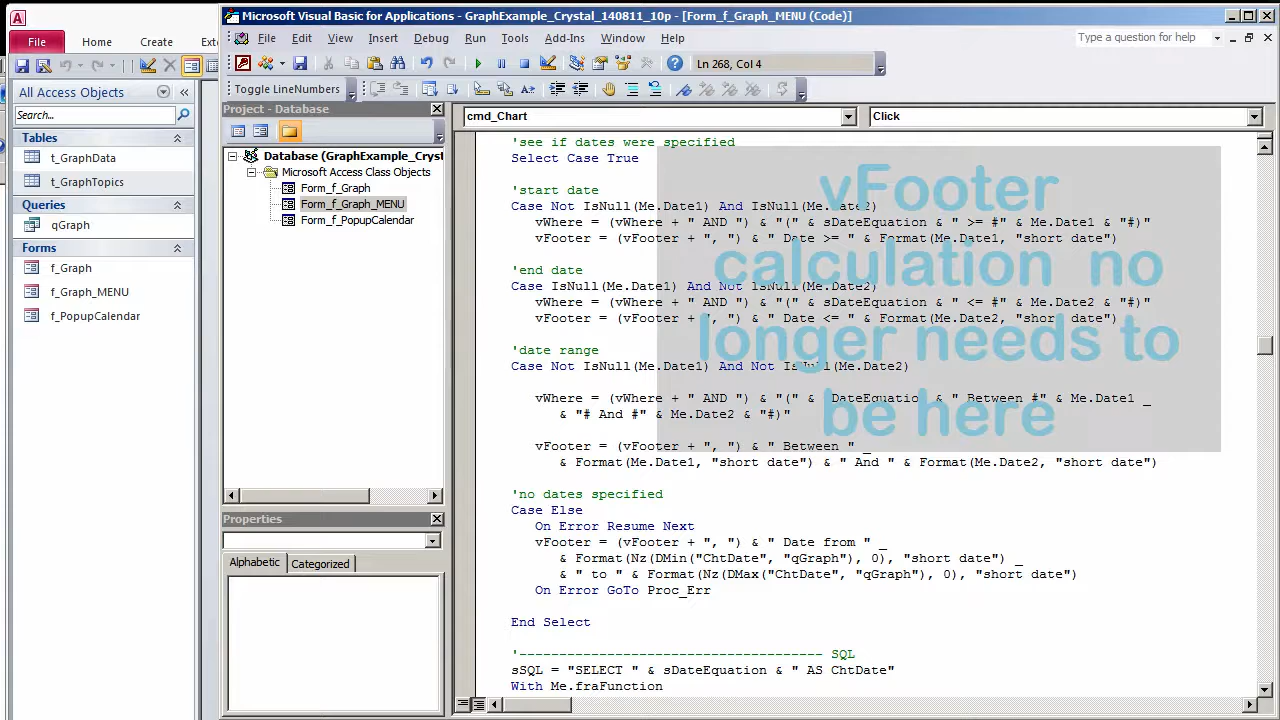 Microsoft Visual Basic for Applications - GraphExample_Crystal_140811_10p - [Form_f_Graph_MENU (Code)]
File Home Create Ext
File Edit View Insert Debug Run Tools Add-Ins Window Help
Type a question for help
Ln 268, Col 4
Toggle LineNumbers
All Access Objects
Search...
Tables
t_GraphData
t_GraphTopics
Queries
qGraph
Forms
f_Graph
f_Graph_MENU
f_PopupCalendar
Project - Database
Database (GraphExample_Cryst
Microsoft Access Class Objects
Form_f_Graph
Form_f_Graph_MENU
Form_f_PopupCalendar
Properties
Alphabetic Categorized
cmd_Chart
Click
'see if dates were specified
Select Case True
'start date
Case Not IsNull(Me.Date1) And IsNull(Me.Date2)
vWhere = (vWhere + " AND ") & "(" & sDateEquation & " >= #" & Me.Date1 & "#)"
vFooter = (vFooter + ", ") & " Date >= " & Format(Me.Date1, "short date")
'end date
Case IsNull(Me.Date1) And Not IsNull(Me.Date2)
vWhere = (vWhere + " AND ") & "(" & sDateEquation & " <= #" & Me.Date2 & "#)"
vFooter = (vFooter + ", ") & " Date <= " & Format(Me.Date2, "short date")
'date range
Case Not IsNull(Me.Date1) And Not IsNull(Me.Date2)
vWhere = (vWhere + " AND ") & "(" & sDateEquation & " Between #" & Me.Date1 _
& "# And #" & Me.Date2 & "#)"
vFooter = (vFooter + ", ") & " Between " _
& Format(Me.Date1, "short date") & " And " & Format(Me.Date2, "short date")
'no dates specified
Case Else
On Error Resume Next
vFooter = (vFooter + ", ") & " Date from " _
& Format(Nz(DMin("ChtDate", "qGraph"), 0), "short date") _
& " to " & Format(Nz(DMax("ChtDate", "qGraph"), 0), "short date")
On Error GoTo Proc_Err
End Select
'-------------------------------------- SQL
sSQL = "SELECT " & sDateEquation & " AS ChtDate"
With Me.fraFunction
vFooter
calculation no
longer needs to
be here